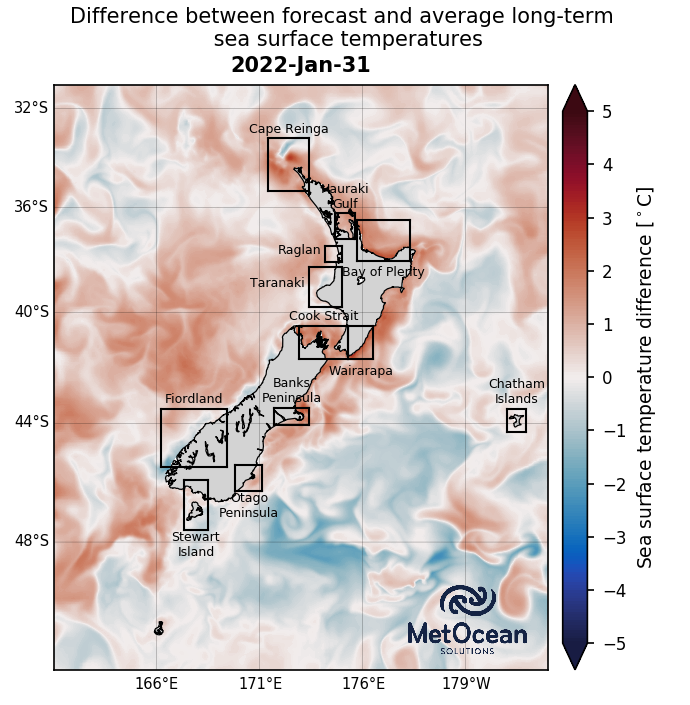 Difference between forecast and average long-term
sea surface temperatures
2022-Jan-31
32°S
36°S
40°S
44°S
48°S
166°E
171°E
176°E
179°W
Cape Reinga
Hauraki
Gulf
Raglan
Bay of Plenty
Taranaki
Cook Strait
Wairarapa
Banks
Peninsula
Fiordland
Chatham
Islands
Otago
Peninsula
Stewart
Island
MetOcean
SOLUTIONS
5
4
3
2
1
0
−1
−2
−3
−4
−5
Sea surface temperature difference [°C]